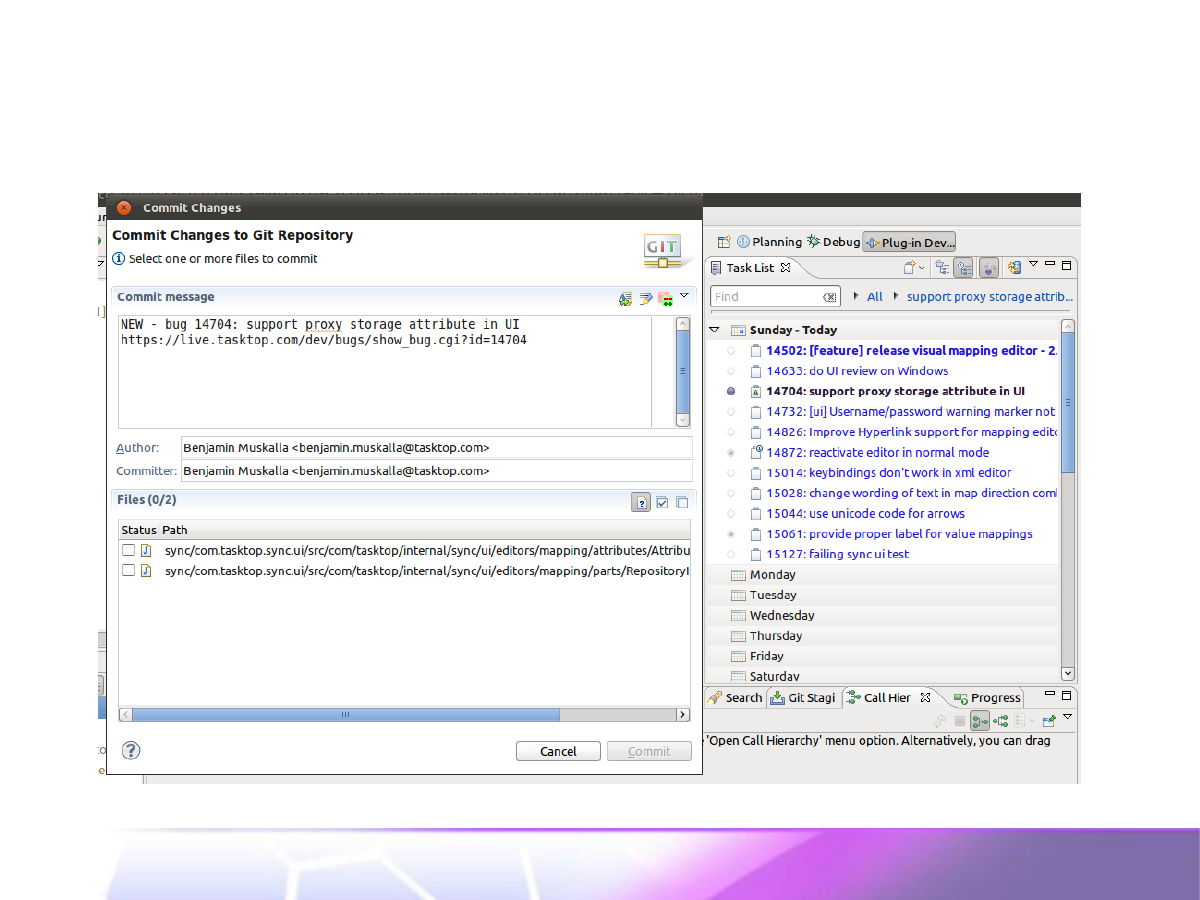 Commit Changes
Commit Changes to Git Repository
Select one or more files to commit
GIT
Commit message
NEW - bug 14704: support proxy storage attribute in UI
https://live.tasktop.com/dev/bugs/show_bug.cgi?id=14704
Author: Benjamin Muskalla <benjamin.muskalla@tasktop.com>
Committer: Benjamin Muskalla <benjamin.muskalla@tasktop.com>
Files (0/2)
Status Path
sync/com.tasktop.sync.ui/src/com/tasktop/internal/sync/ui/editors/mapping/attributes/Attribu
sync/com.tasktop.sync.ui/src/com/tasktop/internal/sync/ui/editors/mapping/parts/RepositoryI
Cancel Commit
Planning Debug Plug-in Dev...
Task List
Find All support proxy storage attrib...
Sunday - Today
14502: [feature] release visual mapping editor - 2.
14633: do UI review on Windows
14704: support proxy storage attribute in UI
14732: [ui] Username/password warning marker not
14826: Improve Hyperlink support for mapping edito
14872: reactivate editor in normal mode
15014: keybindings don't work in xml editor
15028: change wording of text in map direction coml
15044: use unicode code for arrows
15061: provide proper label for value mappings
15127: failing sync ui test
Monday
Tuesday
Wednesday
Thursday
Friday
Saturday
Search Git Stagi Call Hier Progress
'Open Call Hierarchy' menu option. Alternatively, you can drag